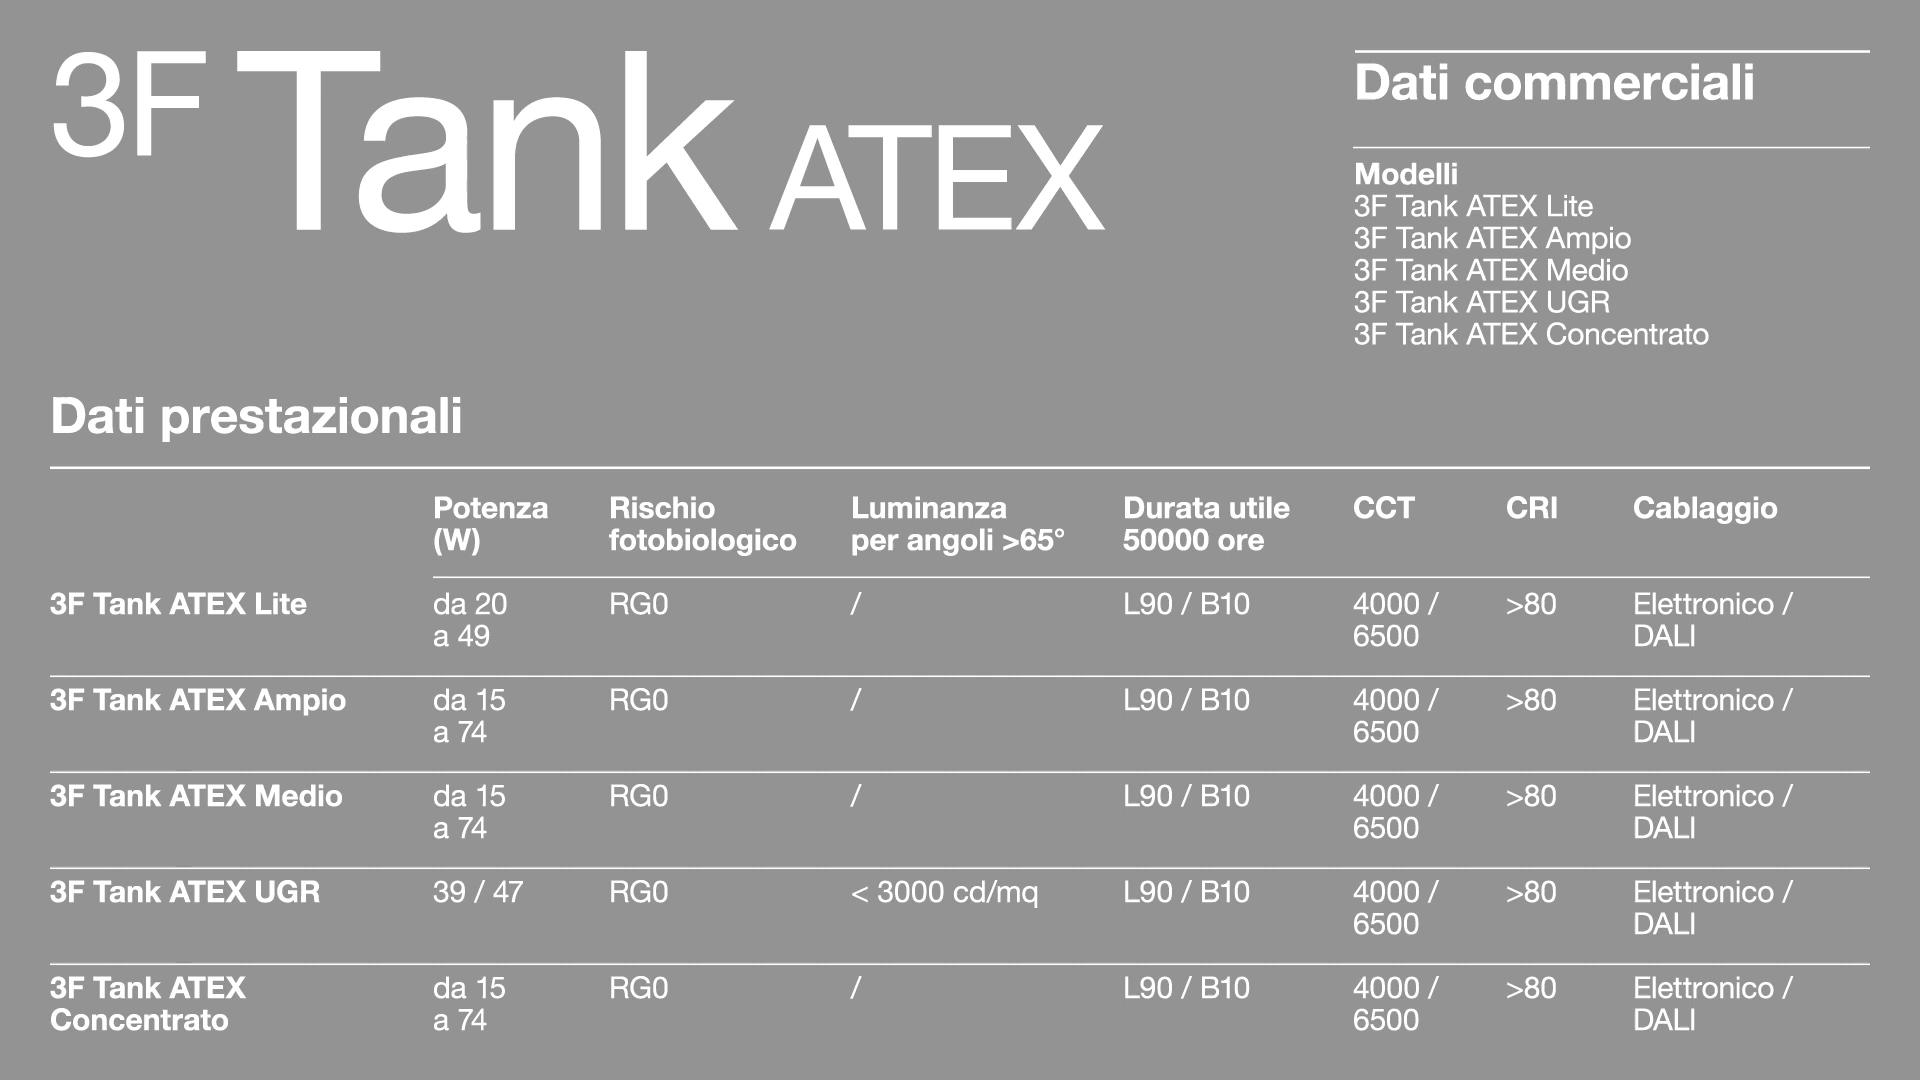 3F Tank ATEX
Dati commerciali
Modelli
3F Tank ATEX Lite
3F Tank ATEX Ampio
3F Tank ATEX Medio
3F Tank ATEX UGR
3F Tank ATEX Concentrato
Dati prestazionali
Potenza (W) Rischio fotobiologico Luminanza per angoli >65° Durata utile 50000 ore CCT CRI Cablaggio
3F Tank ATEX Lite da 20 a 49 RG0 / L90 / B10 4000 / 6500 >80 Elettronico / DALI
3F Tank ATEX Ampio da 15 a 74 RG0 / L90 / B10 4000 / 6500 >80 Elettronico / DALI
3F Tank ATEX Medio da 15 a 74 RG0 / L90 / B10 4000 / 6500 >80 Elettronico / DALI
3F Tank ATEX UGR 39 / 47 RG0 < 3000 cd/mq L90 / B10 4000 / 6500 >80 Elettronico / DALI
3F Tank ATEX Concentrato da 15 a 74 RG0 / L90 / B10 4000 / 6500 >80 Elettronico / DALI